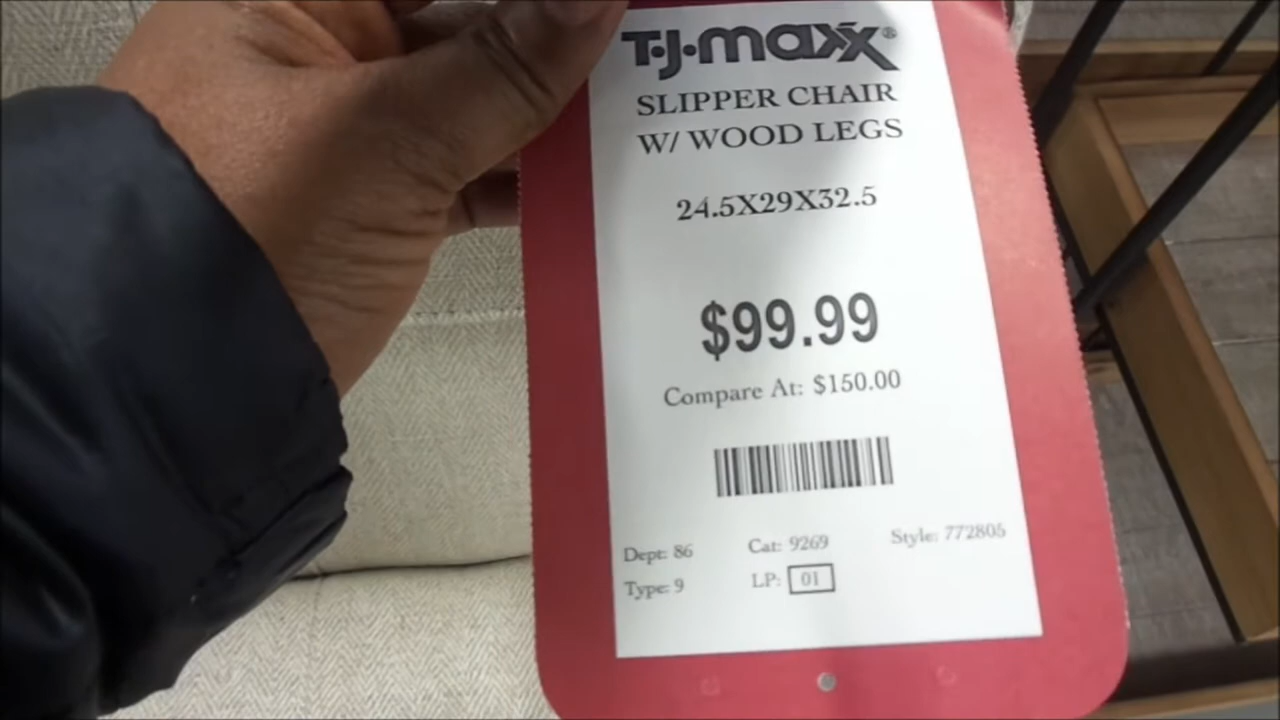 T·J·maxx®
SLIPPER CHAIR
W/ WOOD LEGS
24.5X29X32.5
$99.99
Compare At: $150.00
Dept: 86 Cat: 9269 Style: 772805
Type: 9 LP: 01